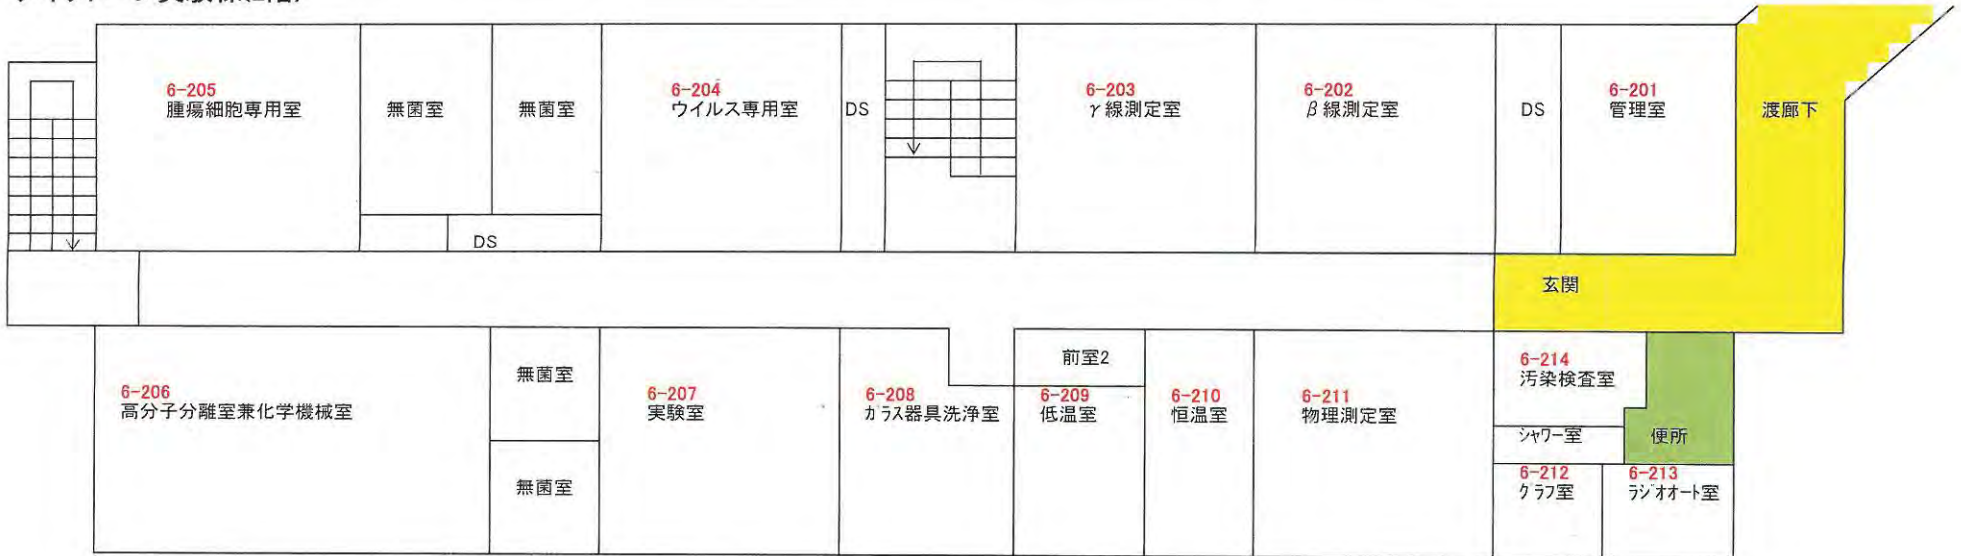 6-205
腫瘍細胞専用室
無菌室
無菌室
6-204
ウイルス専用室
DS
6-203
γ線測定室
6-202
β線測定室
DS
6-201
管理室
渡廊下
DS
玄関
6-206
高分子分離室兼化学機械室
無菌室
無菌室
6-207
実験室
6-208
ガラス器具洗浄室
前室2
6-209
低温室
6-210
恒温室
6-211
物理測定室
6-214
汚染検査室
シャワー室
便所
6-212
グラフ室
6-213
ラジオオート室